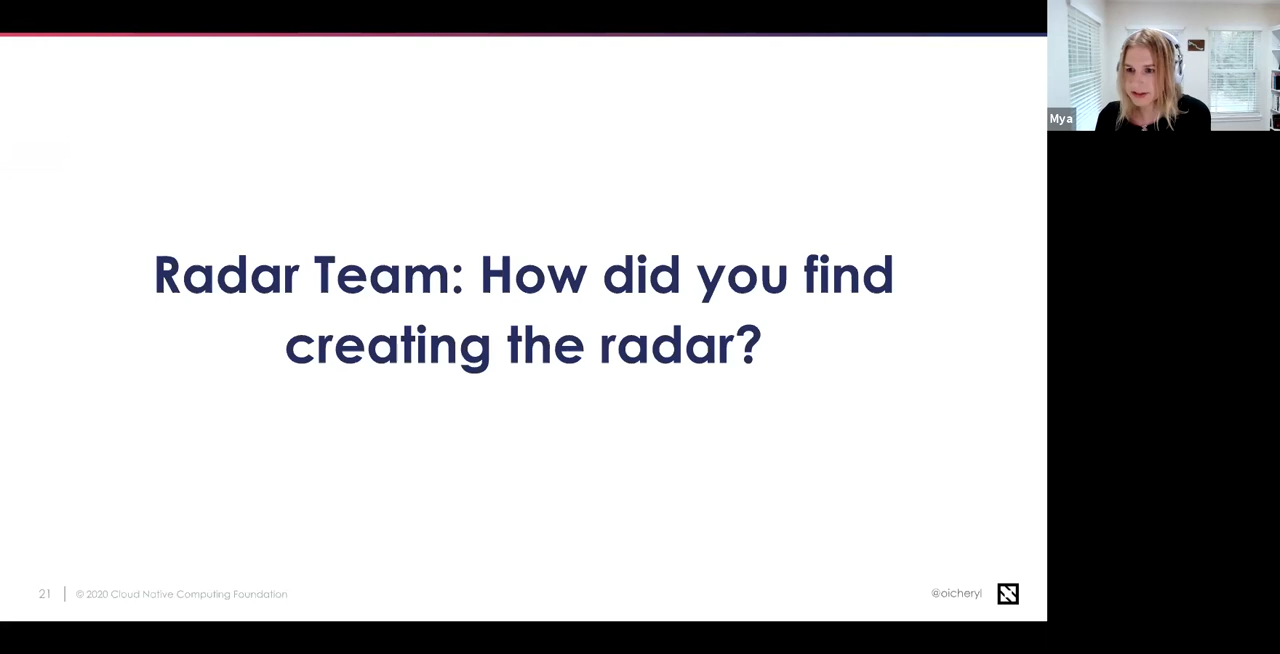 Mya
Radar Team: How did you find
creating the radar?
21
© 2020 Cloud Native Computing Foundation
@oicheryl